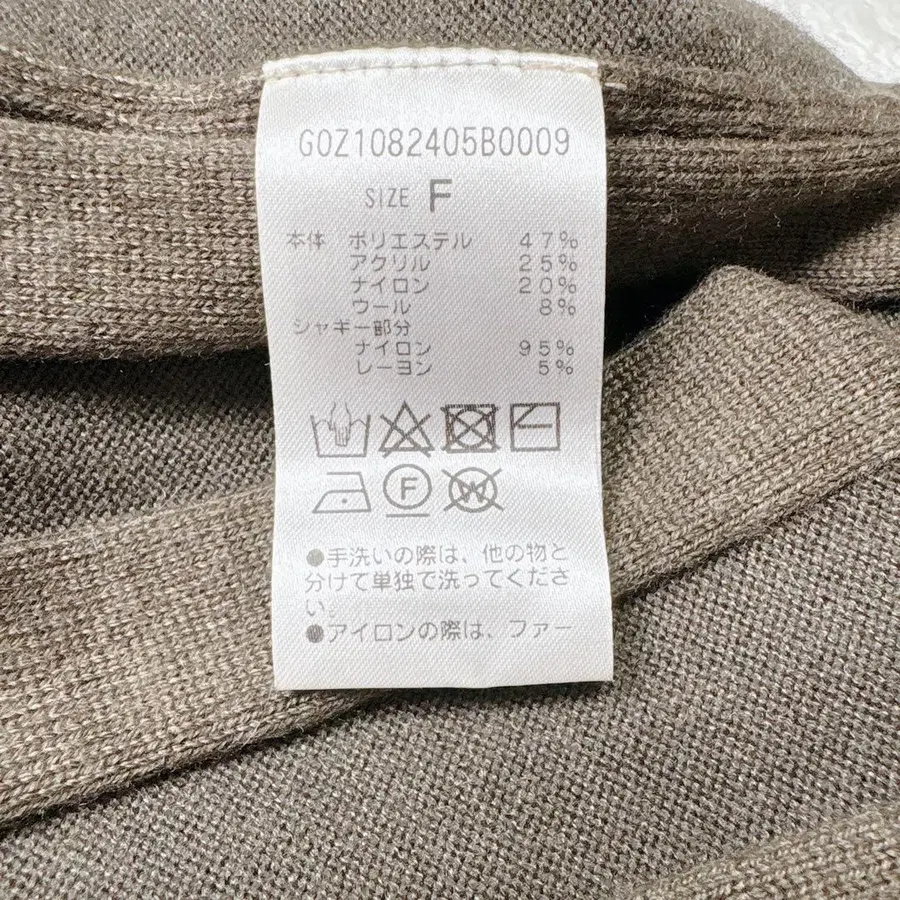 G0Z1082405B0009
SIZE F
本体 ポリエステル 47%
アクリル 25%
ナイロン 20%
ウール 8%
シャギー部分
ナイロン 95%
レーヨン 5%
F W
●手洗いの際は、他の物と
分けて単独で洗ってくださ
い。
●アイロンの際は、ファー